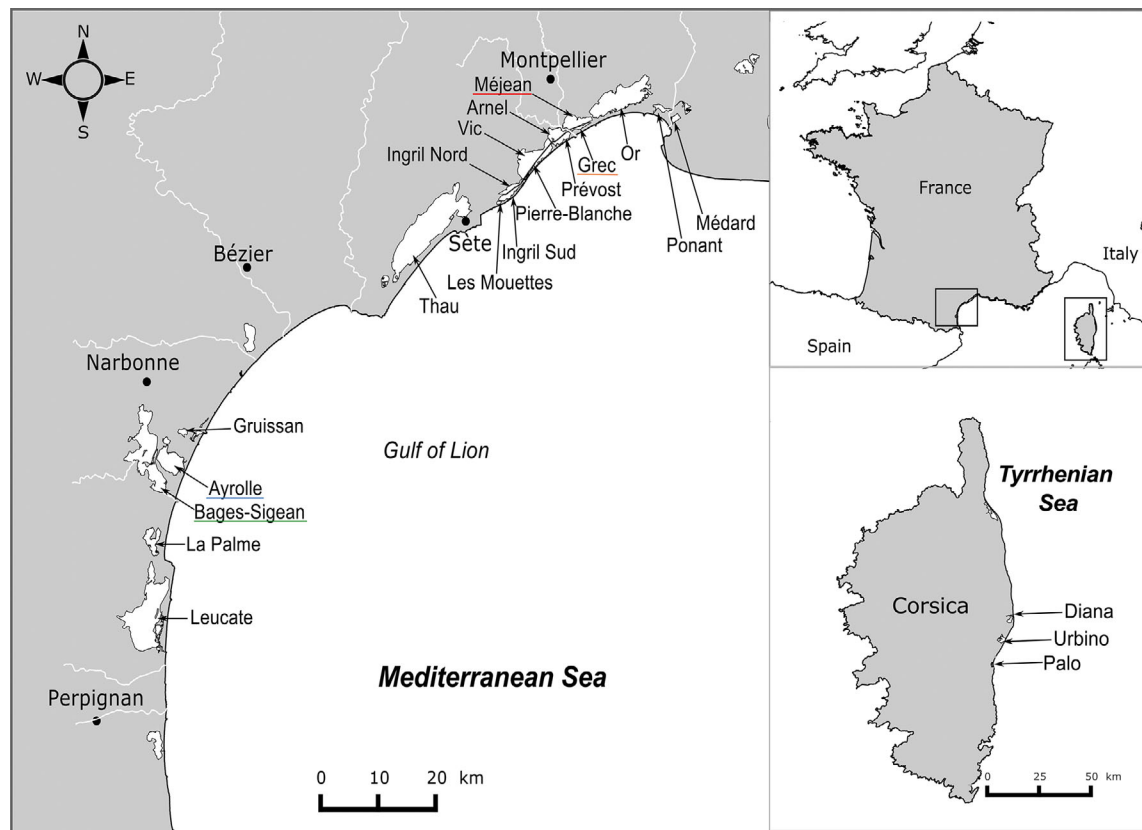 N
W
E
S
Montpellier
Méjean
Arnel
Vic
Ingril Nord
Or
Grec
Prévost
Pierre-Blanche
Médard
Ponant
Sète
Ingril Sud
Les Mouettes
Thau
Bézier
Narbonne
Gruissan
Gulf of Lion
Ayrolle
Bages-Sigean
La Palme
Leucate
Mediterranean Sea
Perpignan
0 10 20 km
France
Italy
Spain
Tyrrhenian
Sea
Corsica
Diana
Urbino
Palo
0 25 50 km